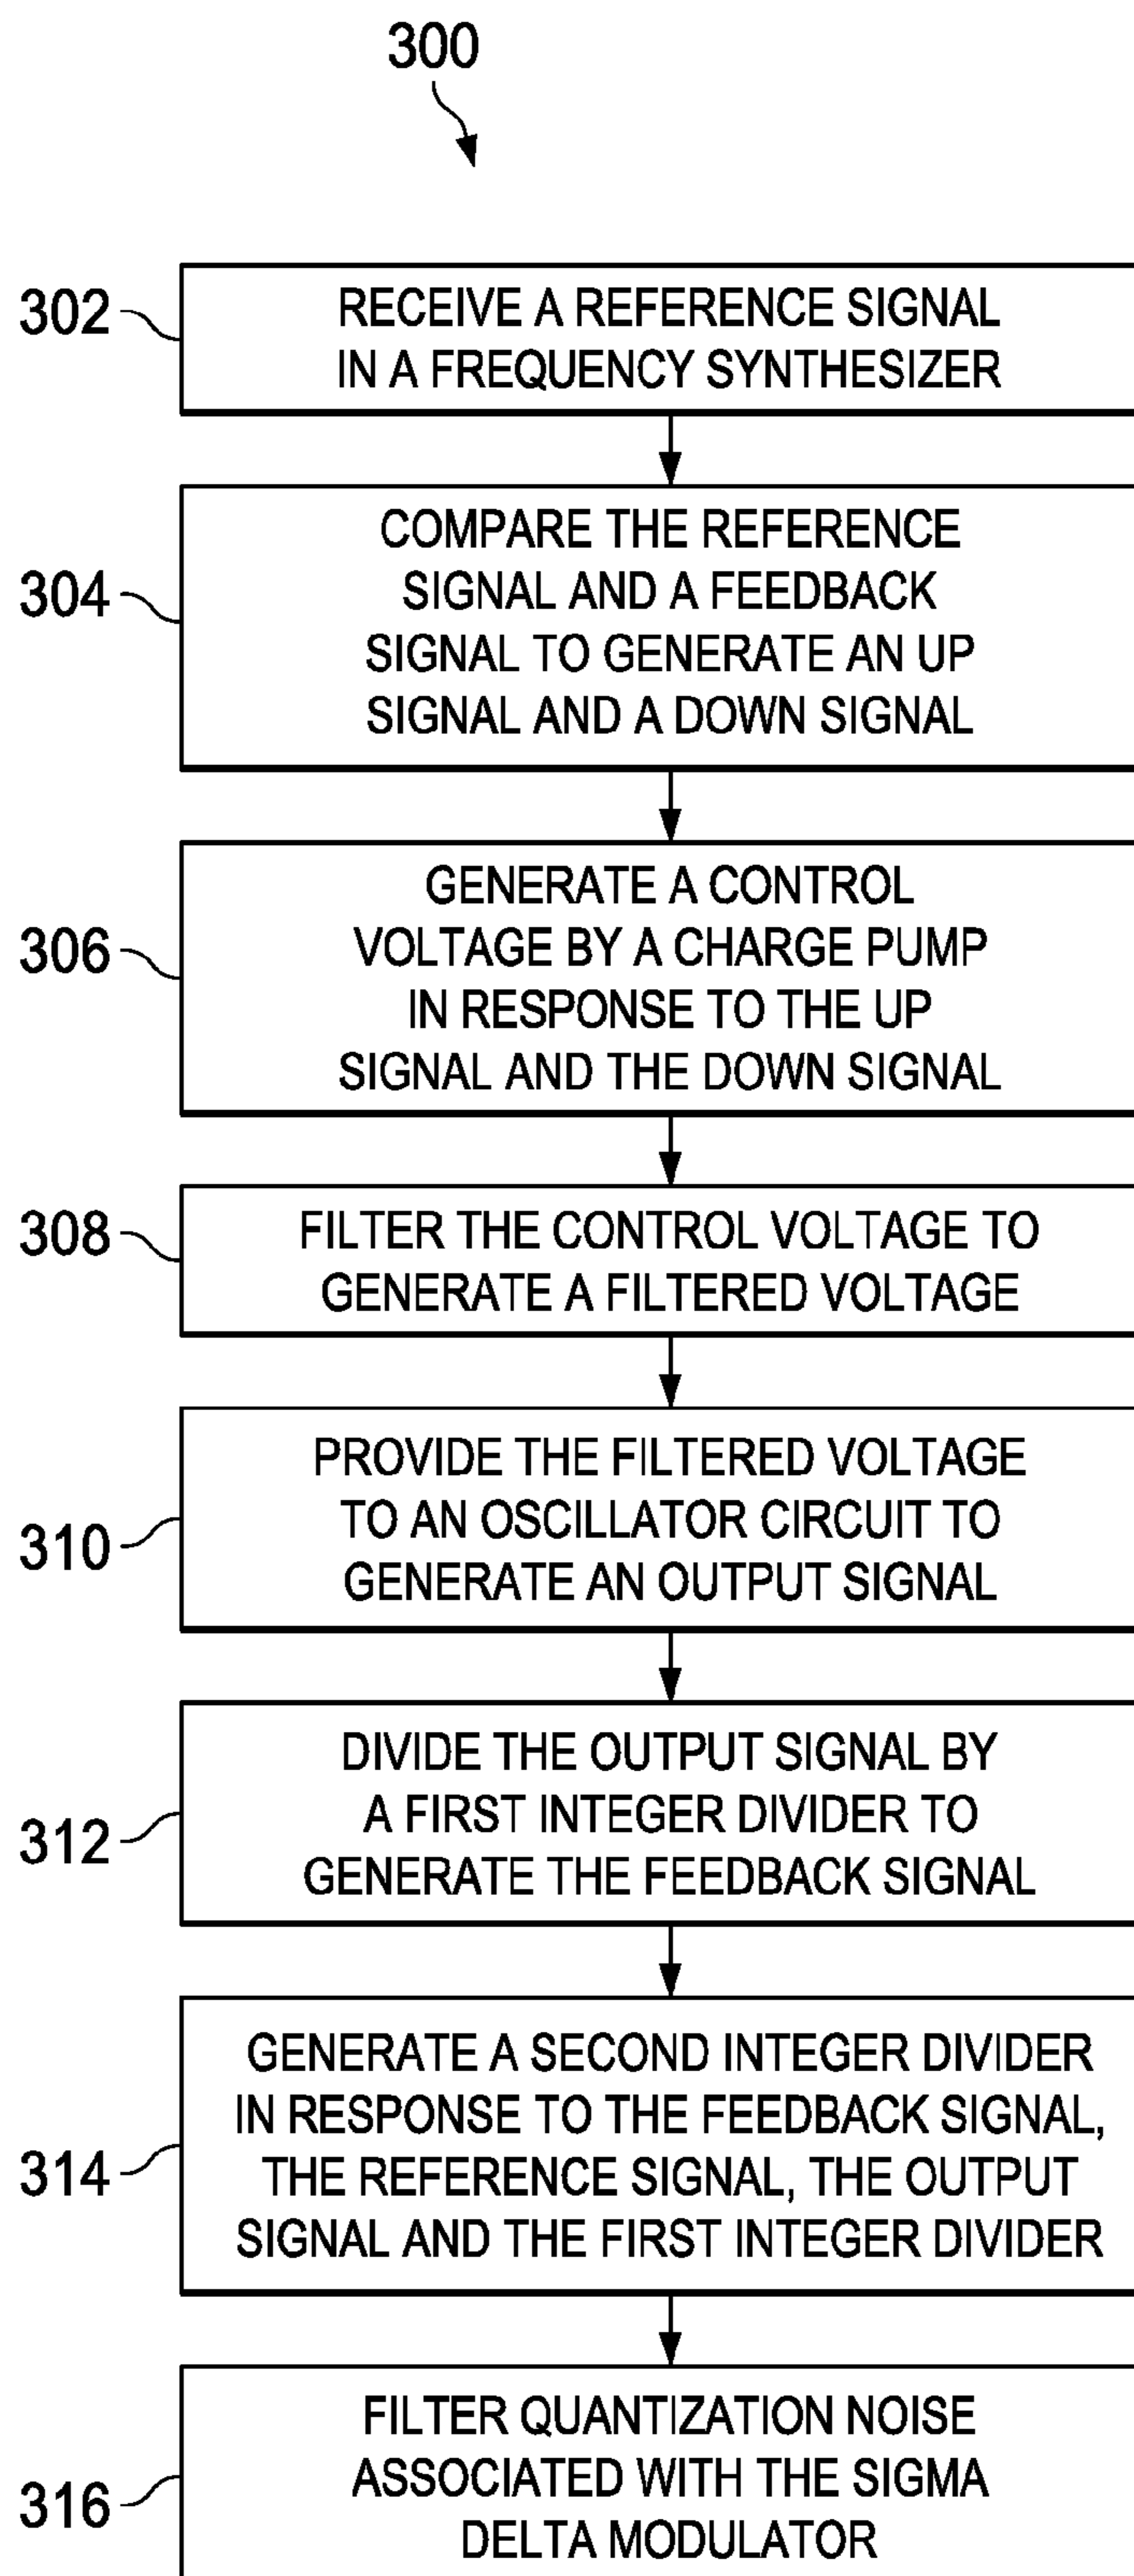 300
302
RECEIVE A REFERENCE SIGNAL
IN A FREQUENCY SYNTHESIZER
304
COMPARE THE REFERENCE
SIGNAL AND A FEEDBACK
SIGNAL TO GENERATE AN UP
SIGNAL AND A DOWN SIGNAL
306
GENERATE A CONTROL
VOLTAGE BY A CHARGE PUMP
IN RESPONSE TO THE UP
SIGNAL AND THE DOWN SIGNAL
308
FILTER THE CONTROL VOLTAGE TO
GENERATE A FILTERED VOLTAGE
310
PROVIDE THE FILTERED VOLTAGE
TO AN OSCILLATOR CIRCUIT TO
GENERATE AN OUTPUT SIGNAL
312
DIVIDE THE OUTPUT SIGNAL BY
A FIRST INTEGER DIVIDER TO
GENERATE THE FEEDBACK SIGNAL
314
GENERATE A SECOND INTEGER DIVIDER
IN RESPONSE TO THE FEEDBACK SIGNAL,
THE REFERENCE SIGNAL, THE OUTPUT
SIGNAL AND THE FIRST INTEGER DIVIDER
316
FILTER QUANTIZATION NOISE
ASSOCIATED WITH THE SIGMA
DELTA MODULATOR